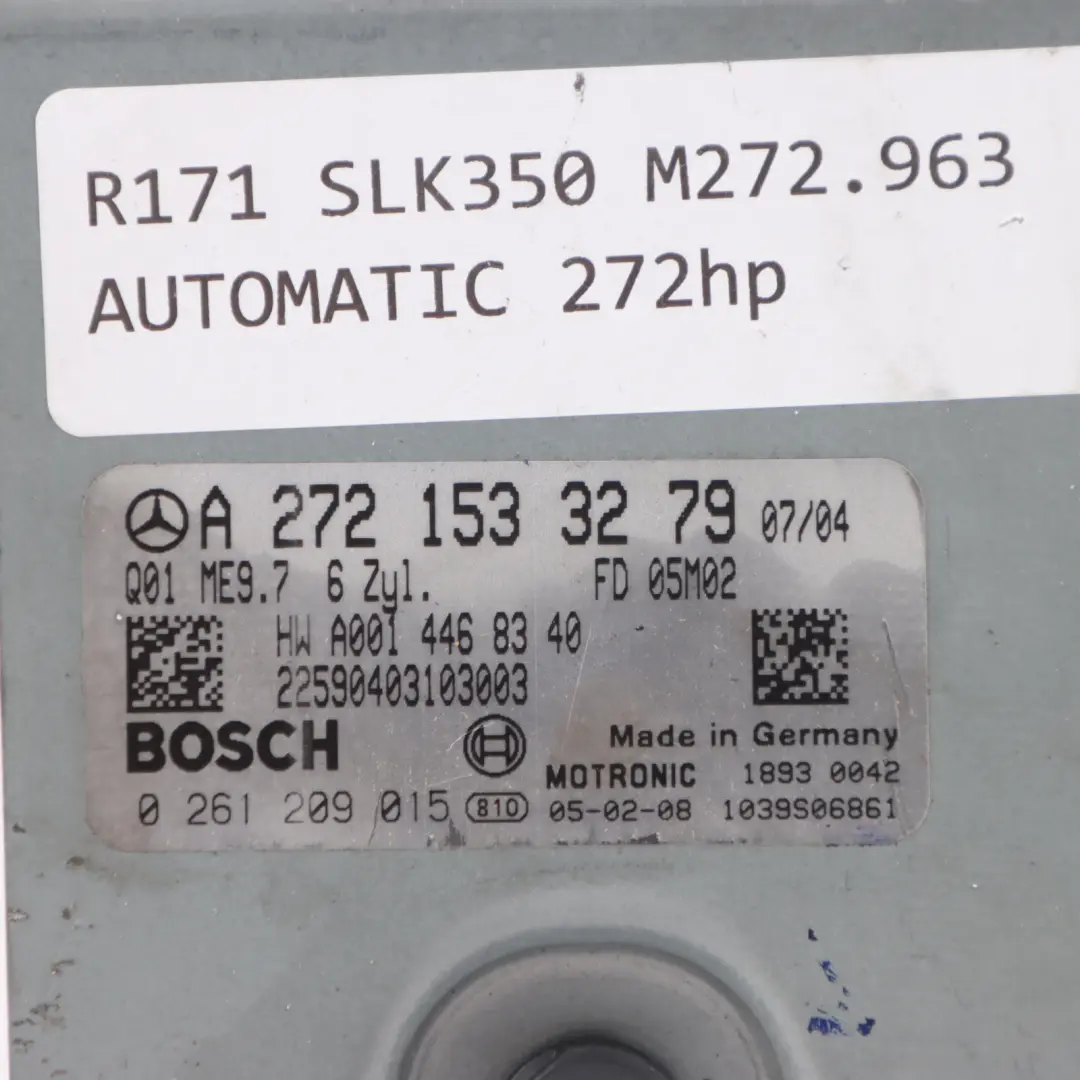 R171 SLK350 M272.963
AUTOMATIC 272hp
A 272 153 32 79 07/04
Q01 ME9.7 6 Zyl. FD 05M02
HW A001 446 83 40
22590403103003
BOSCH Made in Germany
MOTRONIC 1893 0042
0 261 209 015 810 05-02-08 1039S06861